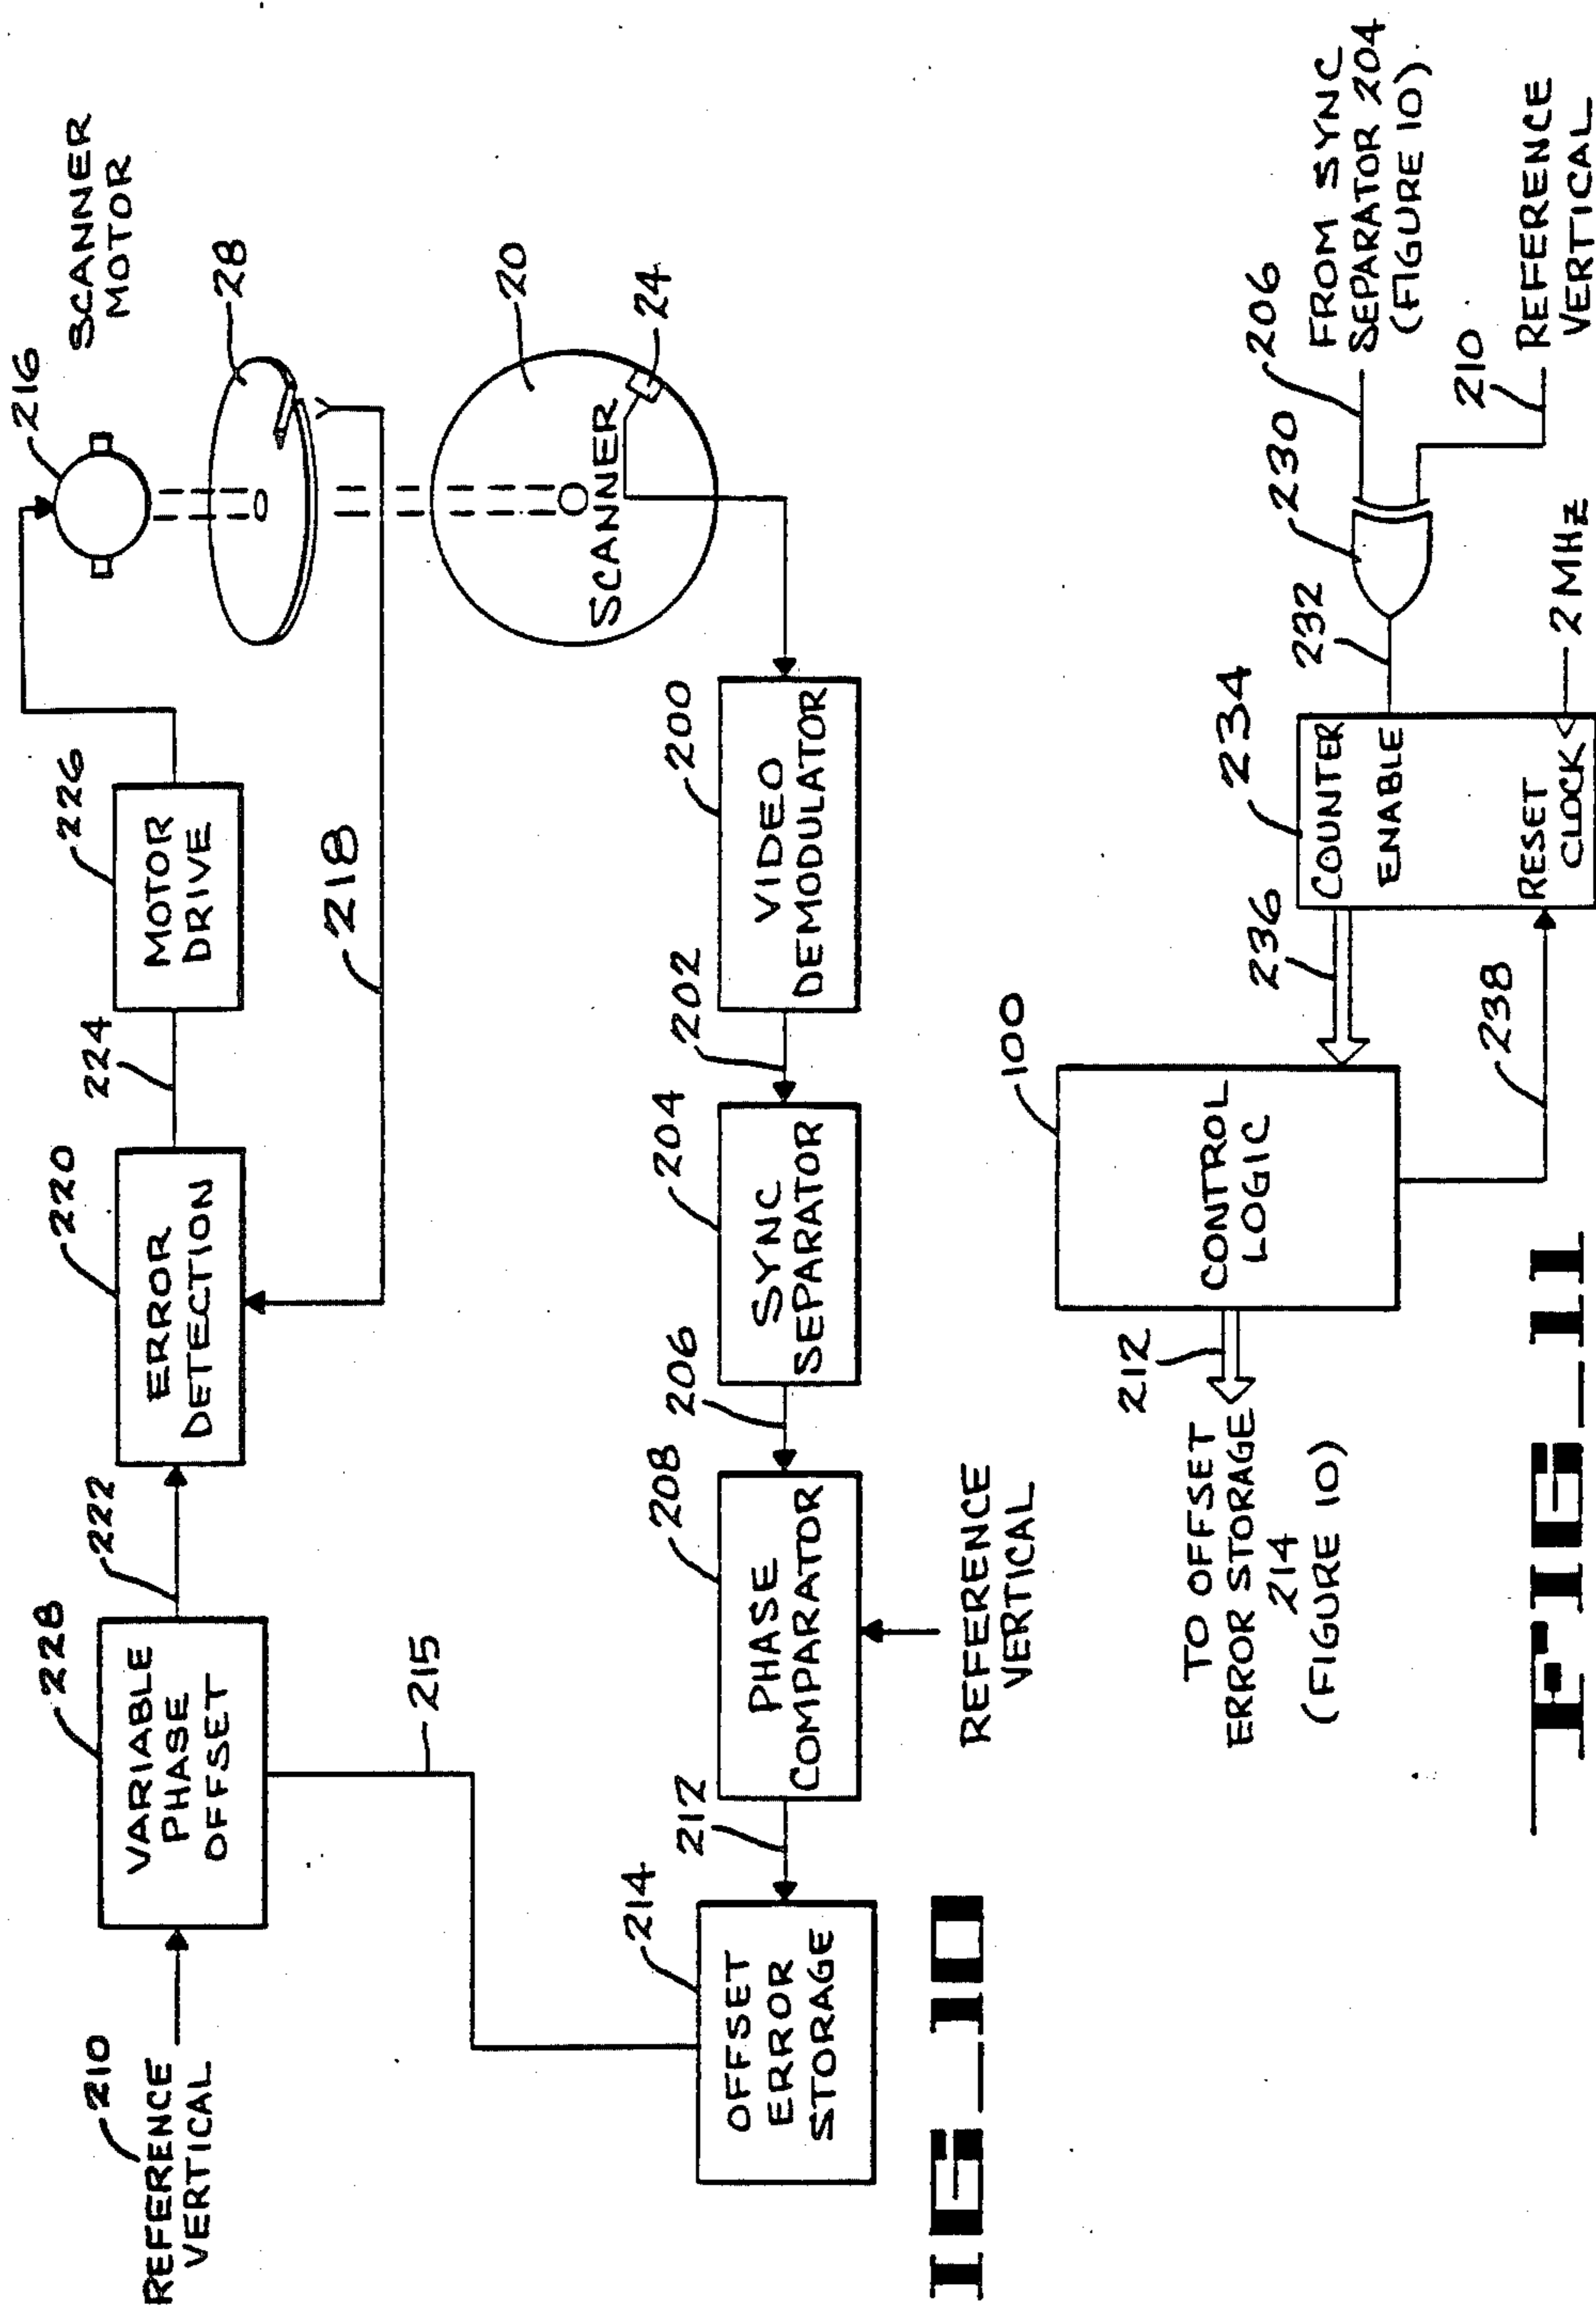 210
REFERENCE
VERTICAL
228
VARIABLE
PHASE
OFFSET
222
220
ERROR
DETECTION
224
226
MOTOR
DRIVE
216
SCANNER
MOTOR
28
218
215
20
SCANNER
24
214
OFFSET
ERROR
STORAGE
212
208
PHASE
COMPARATOR
REFERENCE
VERTICAL
206
204
SYNC
SEPARATOR
202
200
VIDEO
DEMODULATOR
IG_10
TO OFFSET
ERROR STORAGE
214
(FIGURE 10)
212
100
CONTROL
LOGIC
236
238
234
COUNTER
ENABLE
RESET
CLOCK
232
230
206
FROM SYNC
SEPARATOR 204
(FIGURE 10)
210
REFERENCE
VERTICAL
2 MHz
FIG_11